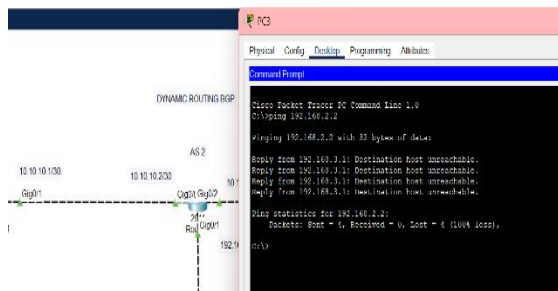 PC3
Physical Config Desktop Programming Attributes
Command Prompt
Cisco Packet Tracer PC Command Line 1.0
C:\>ping 192.168.2.2
Pinging 192.168.2.2 with 32 bytes of data:
Reply from 192.168.3.1: Destination host unreachable.
Reply from 192.168.3.1: Destination host unreachable.
Reply from 192.168.3.1: Destination host unreachable.
Reply from 192.168.3.1: Destination host unreachable.
Ping statistics for 192.168.2.2:
Packets: Sent = 4, Received = 0, Lost = 4 (100% loss),
C:\>
DYNAMIC ROUTING BGP
AS 2
10.10.10.1/30
10.10.10.2/30
10.1
Gig0/1
Gig0/2
Gig0/1
192.16